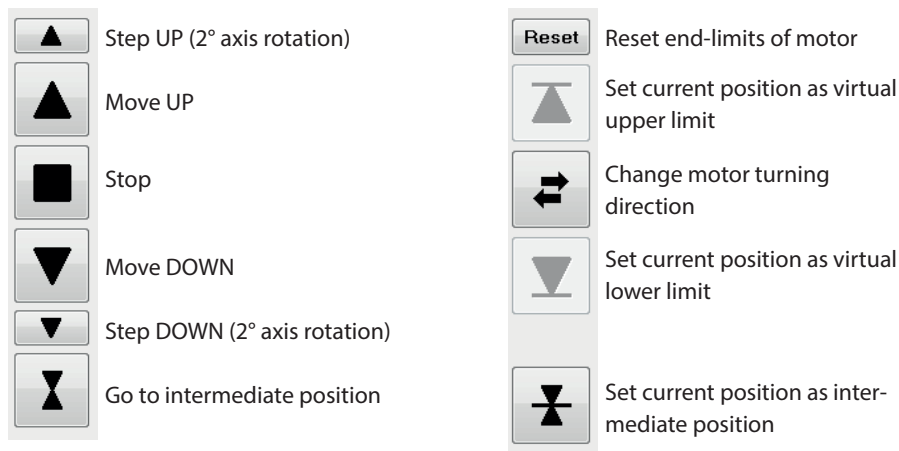 Step UP (2° axis rotation)
Move UP
Stop
Move DOWN
Step DOWN (2° axis rotation)
Go to intermediate position
Reset Reset end-limits of motor
Set current position as virtual
upper limit
Change motor turning
direction
Set current position as virtual
lower limit
Set current position as inter-
mediate position